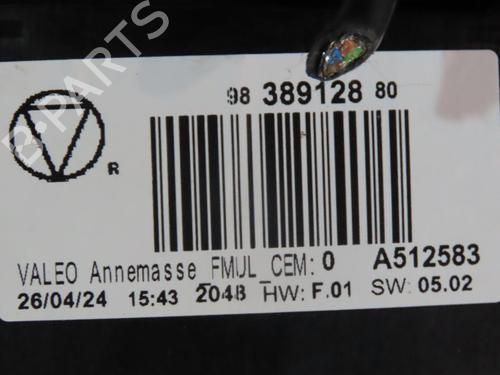 98 389128 80
R
VALEO Annemasse FMUL CEM: 0 A512583
26/04/24 15:43 2048 HW: F.01 SW: 05.02
B-PARTS